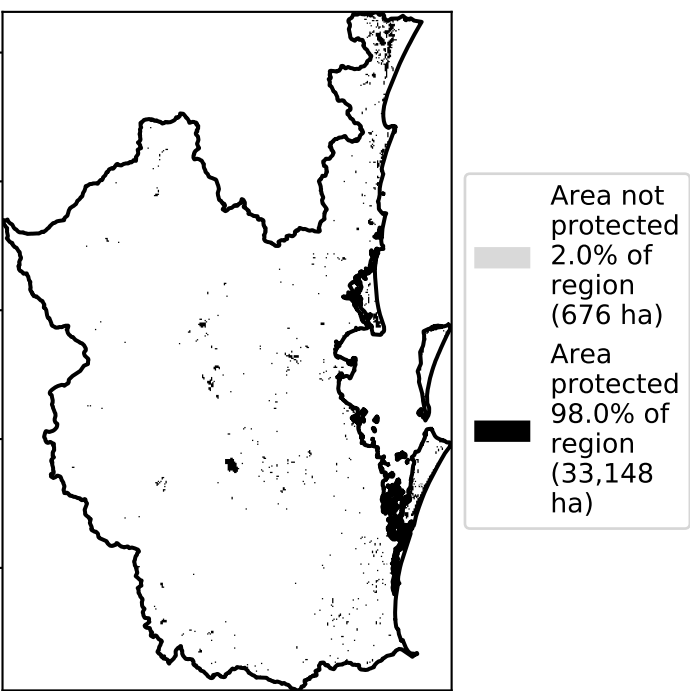 Area not
protected
2.0% of
region
(676 ha)
Area
protected
98.0% of
region
(33,148
ha)